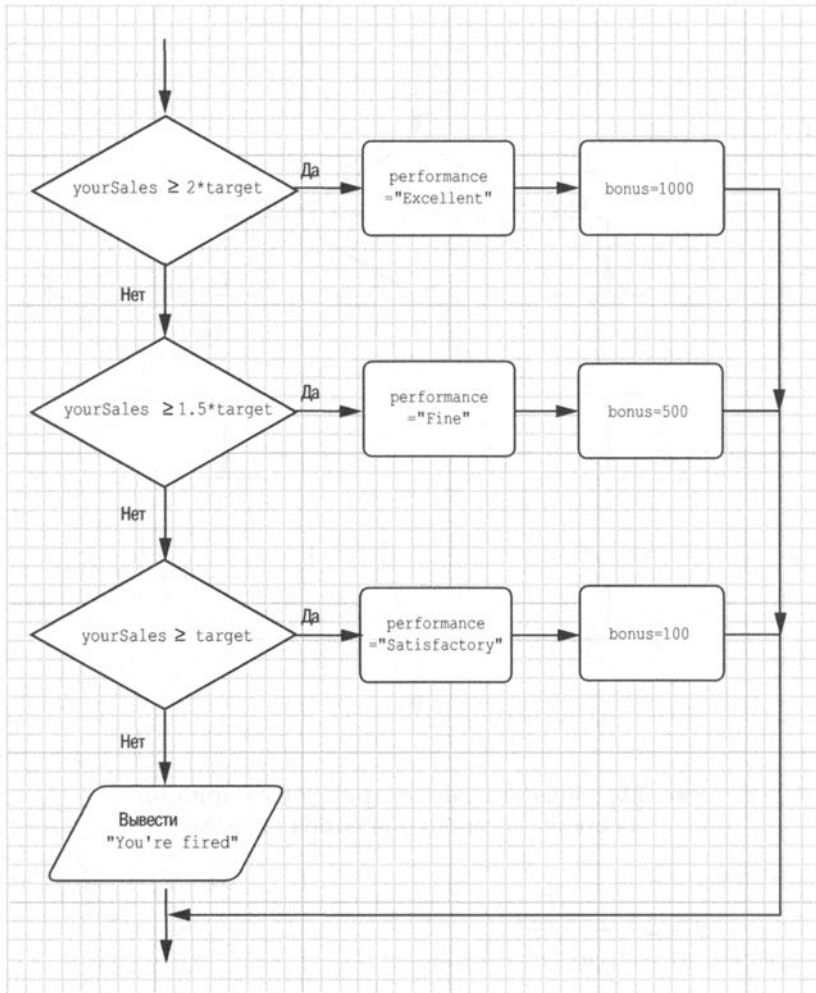 yourSales ≥ 2*target
Да
performance
="Excellent"
bonus=1000
Нет
yourSales ≥ 1.5*target
Да
performance
="Fine"
bonus=500
Нет
yourSales ≥ target
Да
performance
="Satisfactory"
bonus=100
Нет
Вывести
"You're fired"